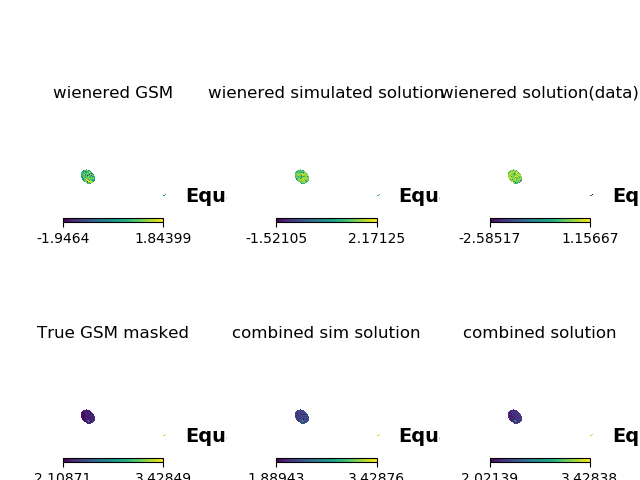 wienered GSM
wienered simulated solution
wienered solution(data)
Equ
Equ
Eq
-1.9464 1.84399
-1.52105 2.17125
-2.58517 1.15667
True GSM masked
combined sim solution
combined solution
Equ
Equ
Eq
2.10871 3.42849
1.88943 3.42876
2.02139 3.42838